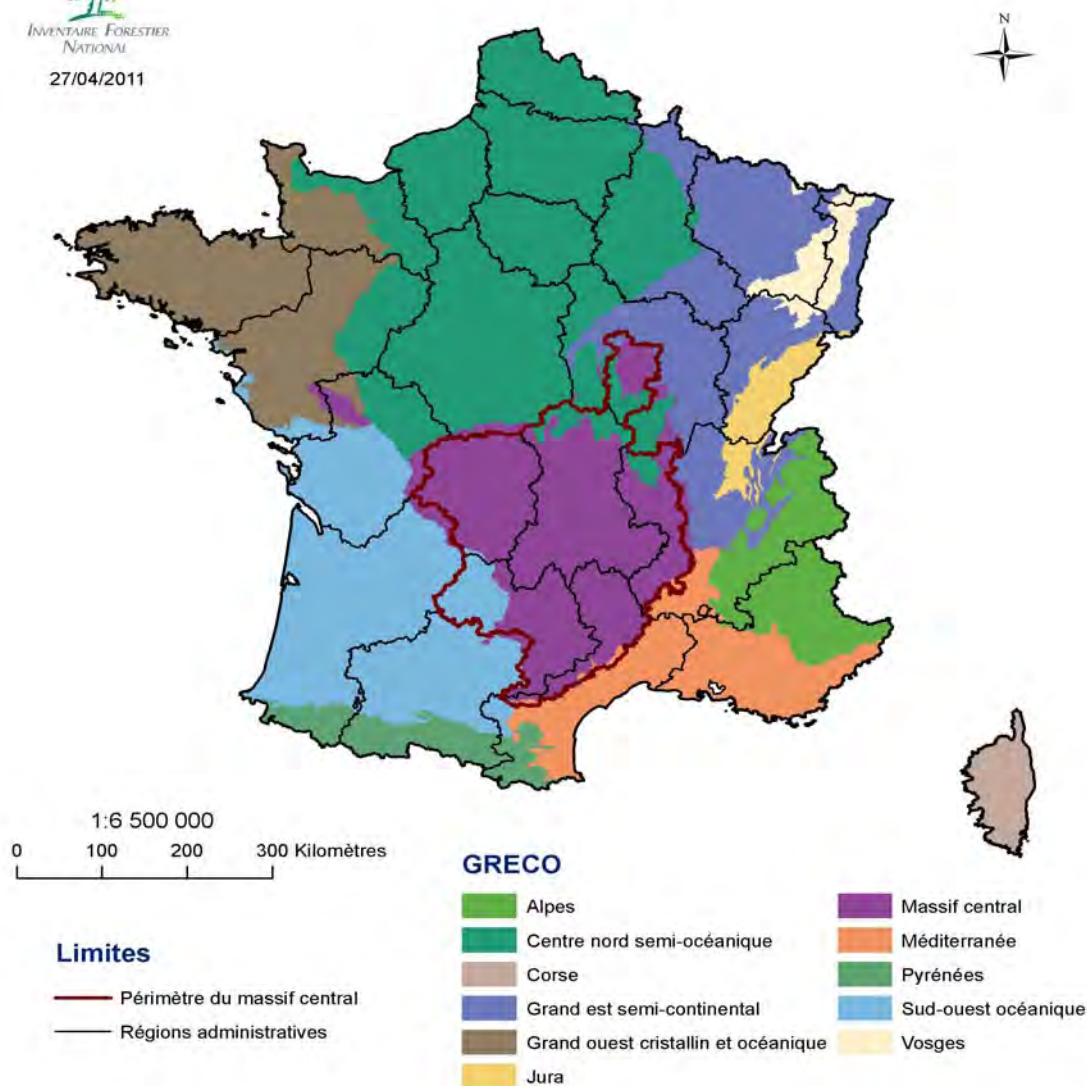 INVENTAIRE FORESTIER
NATIONAL
27/04/2011
N
1:6 500 000
0 100 200 300 Kilomètres
Limites
Périmètre du massif central
Régions administratives
GRECO
Alpes
Centre nord semi-océanique
Corse
Grand est semi-continental
Grand ouest cristallin et océanique
Jura
Massif central
Méditerranée
Pyrénées
Sud-ouest océanique
Vosges